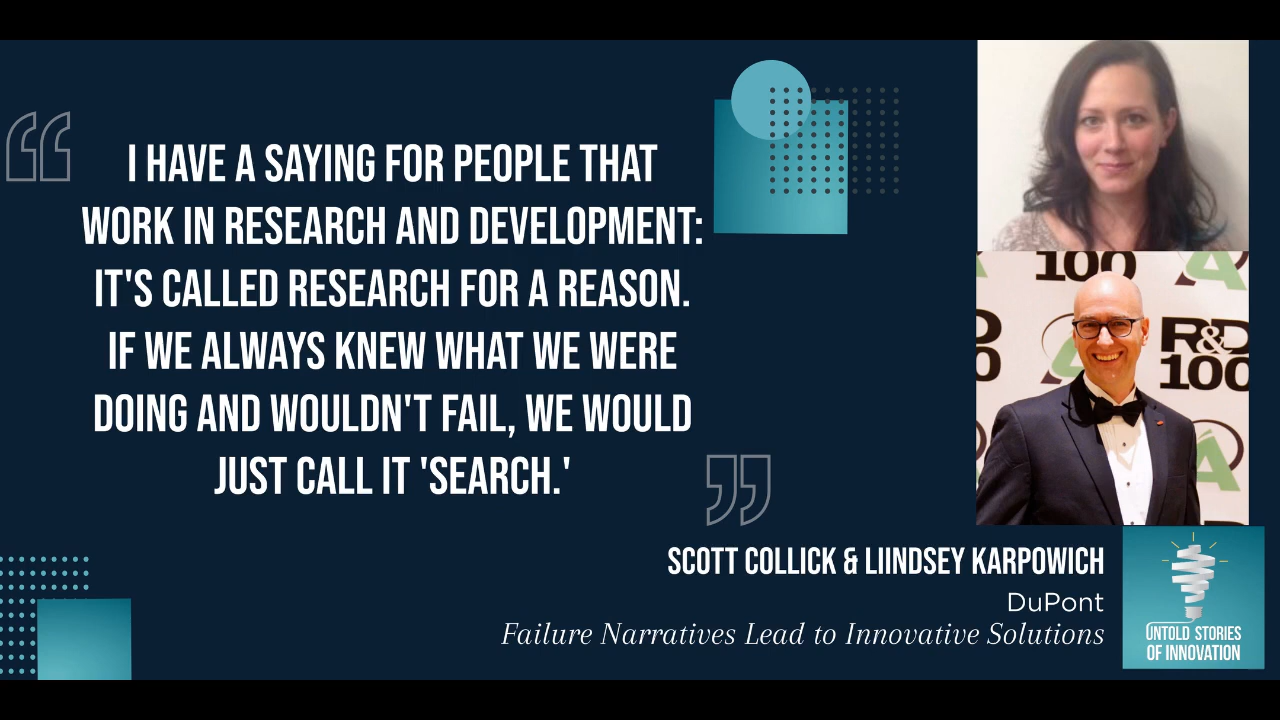 I HAVE A SAYING FOR PEOPLE THAT
WORK IN RESEARCH AND DEVELOPMENT:
IT'S CALLED RESEARCH FOR A REASON.
IF WE ALWAYS KNEW WHAT WE WERE
DOING AND WOULDN'T FAIL, WE WOULD
JUST CALL IT 'SEARCH.'
100
R&D
100
SCOTT COLLICK & LIINDSEY KARPOWICH
DuPont
Failure Narratives Lead to Innovative Solutions
UNTOLD STORIES
OF INNOVATION